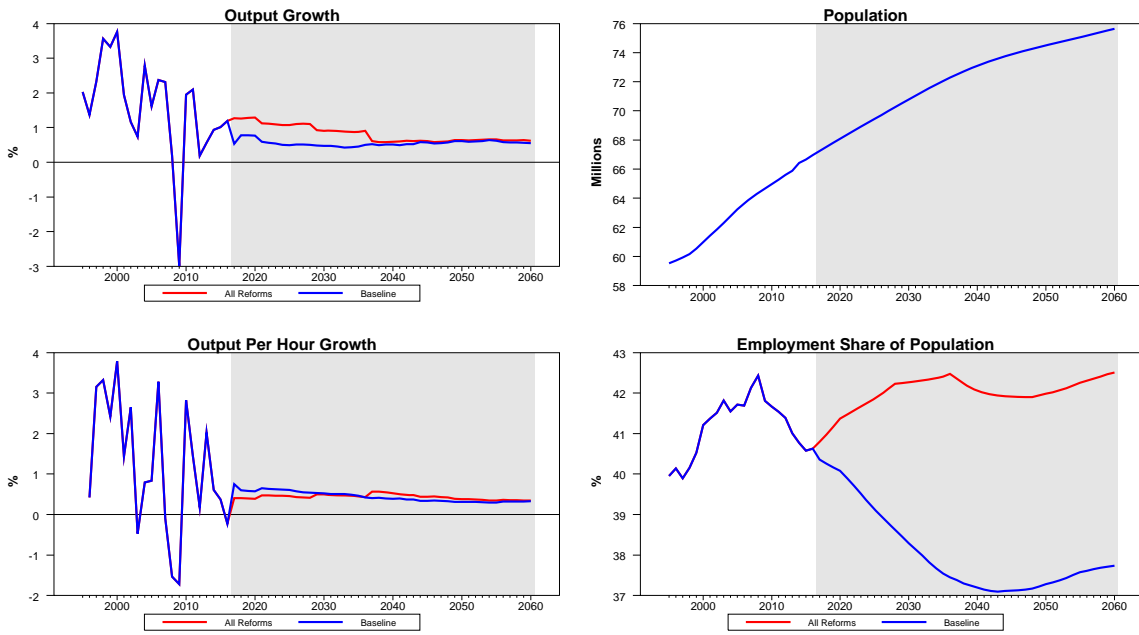 Output Growth
4
3
2
1
0
-1
-2
-3
%
2000 2010 2020 2030 2040 2050 2060
All Reforms Baseline
Population
76
74
72
70
68
66
64
62
60
58
Millions
2000 2010 2020 2030 2040 2050 2060
Output Per Hour Growth
4
3
2
1
0
-1
-2
%
2000 2010 2020 2030 2040 2050 2060
All Reforms Baseline
Employment Share of Population
43
42
41
40
39
38
37
%
2000 2010 2020 2030 2040 2050 2060
All Reforms Baseline